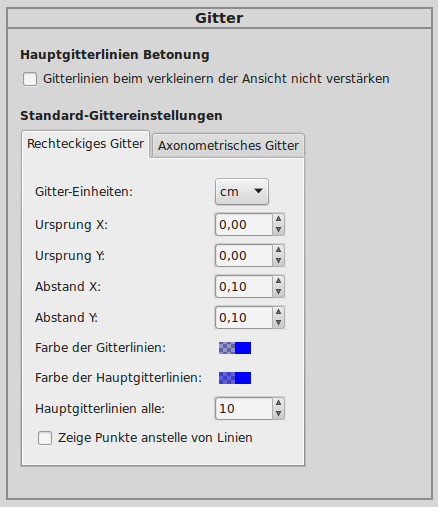 Gitter
Hauptgitterlinien Betonung
Gitterlinien beim verkleinern der Ansicht nicht verstärken
Standard-Gittereinstellungen
Rechteckiges Gitter Axonometrisches Gitter
Gitter-Einheiten: cm
Ursprung X: 0,00
Ursprung Y: 0,00
Abstand X: 0,10
Abstand Y: 0,10
Farbe der Gitterlinien:
Farbe der Hauptgitterlinien:
Hauptgitterlinien alle: 10
Zeige Punkte anstelle von Linien